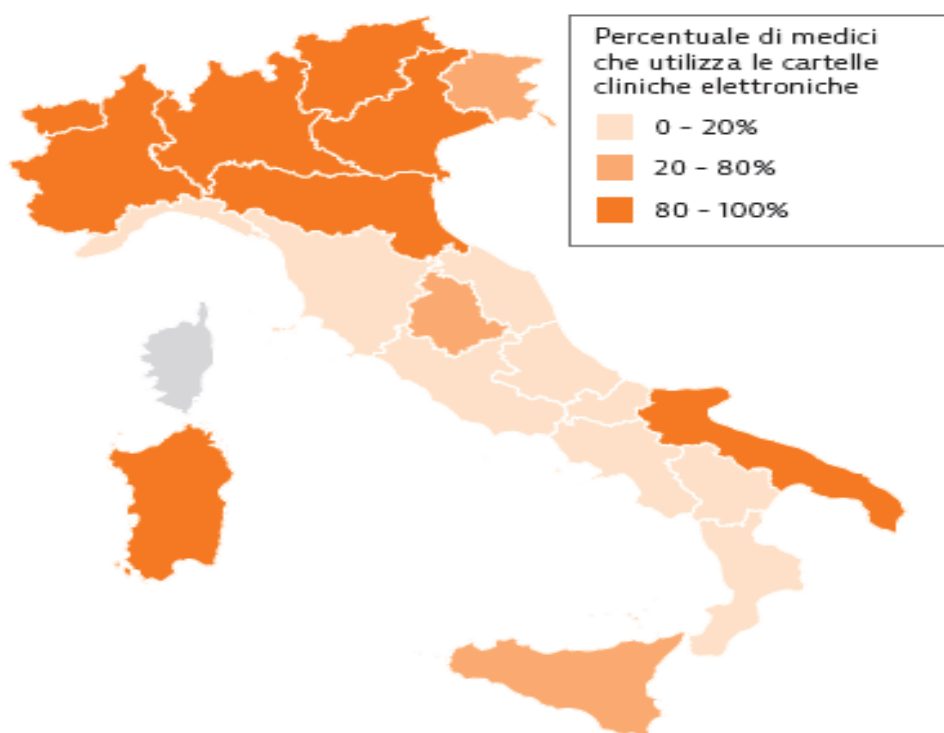 Percentuale di medici
che utilizza le cartelle
cliniche elettroniche
0 – 20%
20 – 80%
80 – 100%